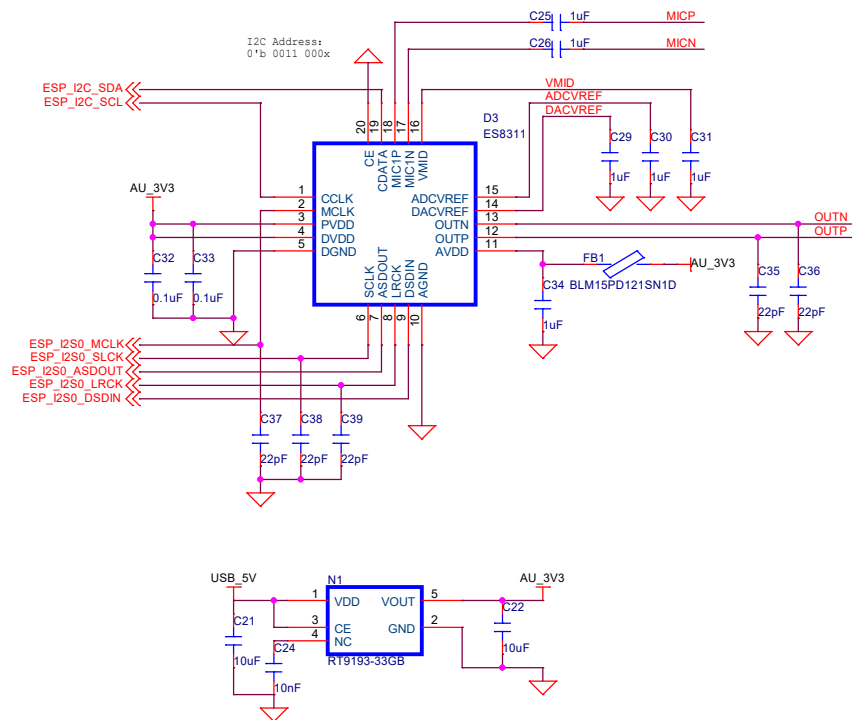 C25 1uF MICP
I2C Address:
0'b 0011 000x
C26 1uF MICN
ESP_I2C_SDA
ESP_I2C_SCL
VMID
ADCVREF
DACVREF
D3
ES8311
20 19 18 17 16
CE CDATA MIC1P MIC1N VMID
C29 C30 C31
1uF 1uF 1uF
AU_3V3
1 CCLK
2 MCLK
3 PVDD
4 DVDD
5 DGND
ADCVREF 15
DACVREF 14
OUTN 13 OUTN
OUTP 12 OUTP
AVDD 11
SCLK ASDOUT LRCK DSDIN AGND
6 7 8 9 10
C32 C33
0.1uF 0.1uF
FB1 AU_3V3
BLM15PD121SN1D
C34
1uF
C35 C36
22pF 22pF
ESP_I2S0_MCLK
ESP_I2S0_SLCK
ESP_I2S0_ASDOUT
ESP_I2S0_LRCK
ESP_I2S0_DSDIN
C37 C38 C39
22pF 22pF 22pF
USB_5V N1 AU_3V3
1 VDD VOUT 5
3 CE GND 2
4 NC
RT9193-33GB
C21
10uF
C24
10nF
C22
10uF